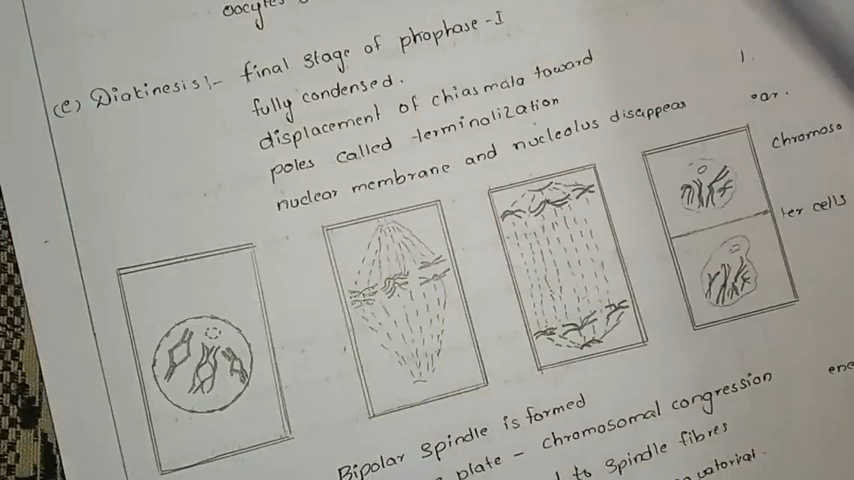 oocytes
(e) Diakinesis:- final stage of prophase-I
fully condensed.
displacement of chiasmata toward
poles called terminalization
nuclear membrane and nucleolus disappear
ear.
chromoso
ter cells
Bipolar spindle is formed
plate - chromosomal congression
to spindle fibres